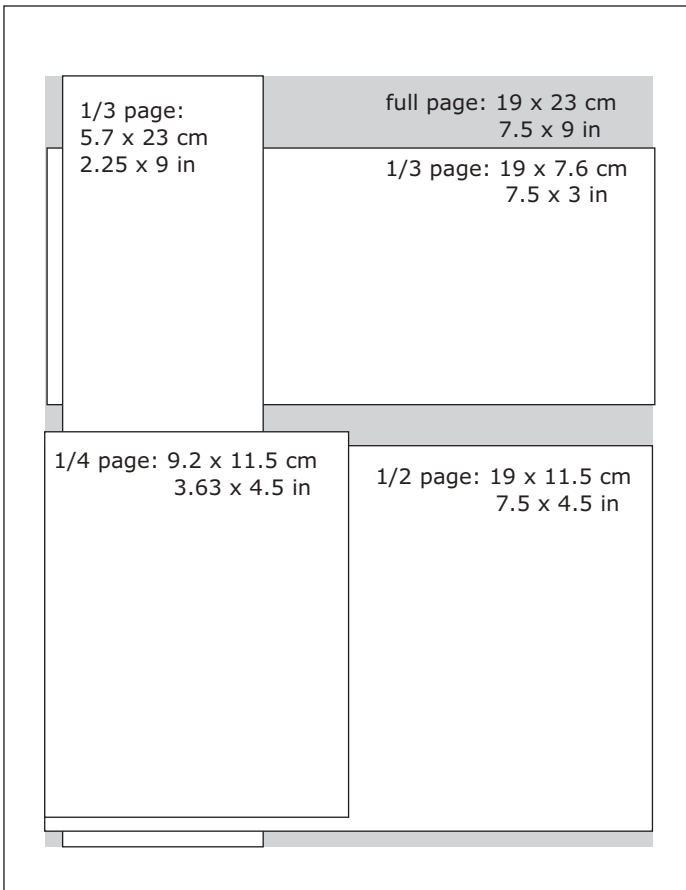 1/3 page:
5.7 x 23 cm
2.25 x 9 in
full page: 19 x 23 cm
7.5 x 9 in
1/3 page: 19 x 7.6 cm
7.5 x 3 in
1/4 page: 9.2 x 11.5 cm
3.63 x 4.5 in
1/2 page: 19 x 11.5 cm
7.5 x 4.5 in